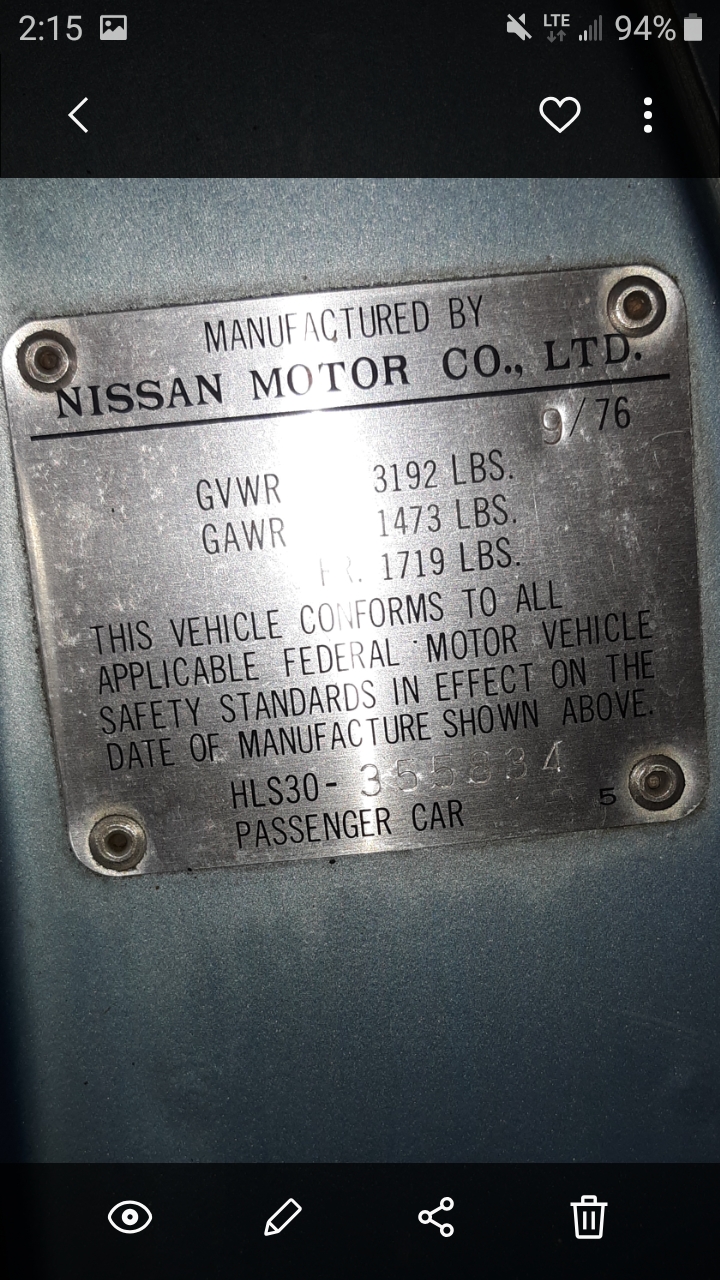 2:15
LTE
94%
MANUFACTURED BY
NISSAN MOTOR CO., LTD.
9/76
GVWR 3192 LBS.
GAWR 1473 LBS.
FR. 1719 LBS.
THIS VEHICLE CONFORMS TO ALL
APPLICABLE FEDERAL MOTOR VEHICLE
SAFETY STANDARDS IN EFFECT ON THE
DATE OF MANUFACTURE SHOWN ABOVE.
HLS30-
5
PASSENGER CAR